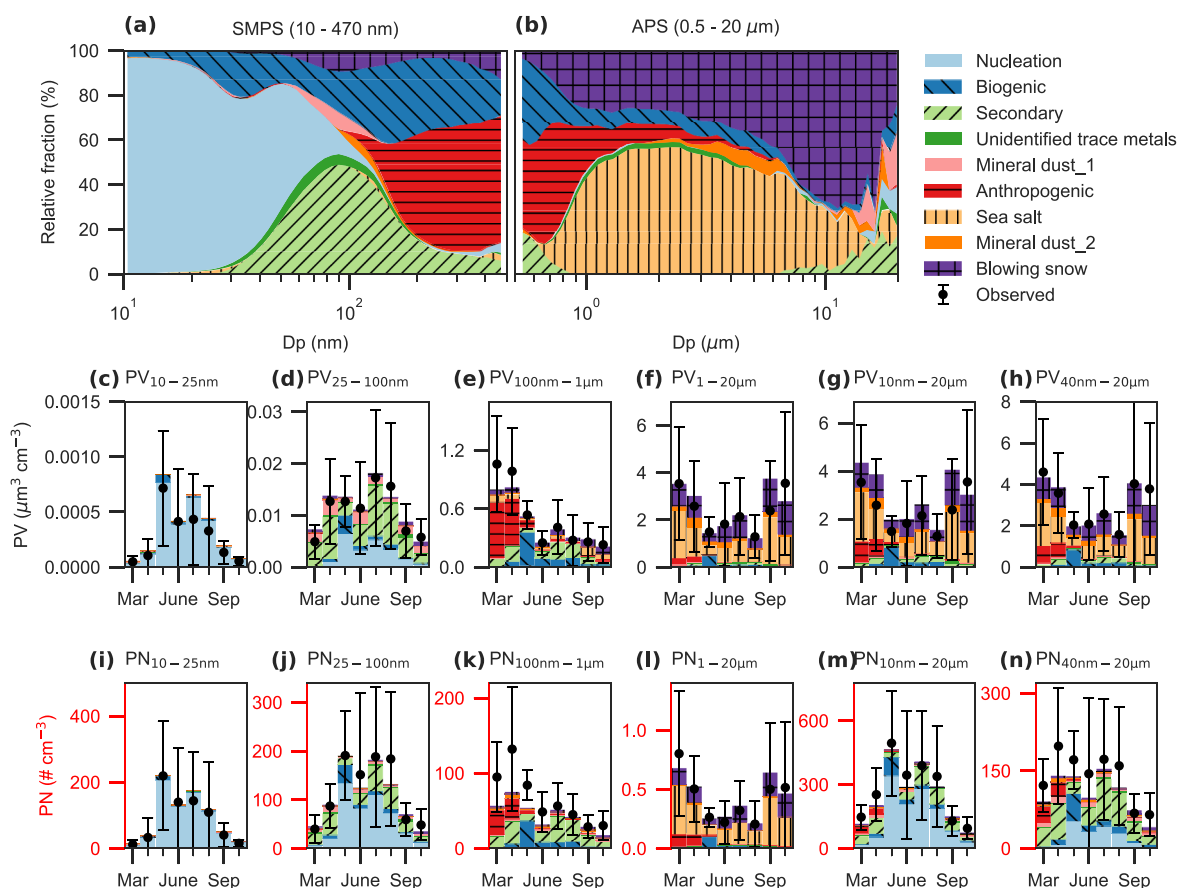 (a) SMPS (10 - 470 nm)
(b) APS (0.5 - 20 μm)
Relative fraction (%)
100
80
60
40
20
0
10¹
10²
10⁰
10¹
Dp (nm)
Dp (μm)
Nucleation
Biogenic
Secondary
Unidentified trace metals
Mineral dust_1
Anthropogenic
Sea salt
Mineral dust_2
Blowing snow
Observed
(c) PV10 − 25nm
(d) PV25 − 100nm
(e) PV100nm − 1μm
(f) PV1 − 20μm
(g) PV10nm − 20μm
(h) PV40nm − 20μm
PV (μm³ cm⁻³)
0.0015
0.0010
0.0005
0.0000
0.03
0.02
0.01
0.00
1.2
0.6
0.0
6
4
2
0
6
4
2
0
8
6
4
2
0
Mar June Sep
Mar June Sep
Mar June Sep
Mar June Sep
Mar June Sep
Mar June Sep
(i) PN10 − 25nm
(j) PN25 − 100nm
(k) PN100nm − 1μm
(l) PN1 − 20μm
(m) PN10nm − 20μm
(n) PN40nm − 20μm
PN (# cm⁻³)
400
200
0
300
200
100
0
200
100
0
1.0
0.5
0.0
600
300
0
300
150
0
Mar June Sep
Mar June Sep
Mar June Sep
Mar June Sep
Mar June Sep
Mar June Sep